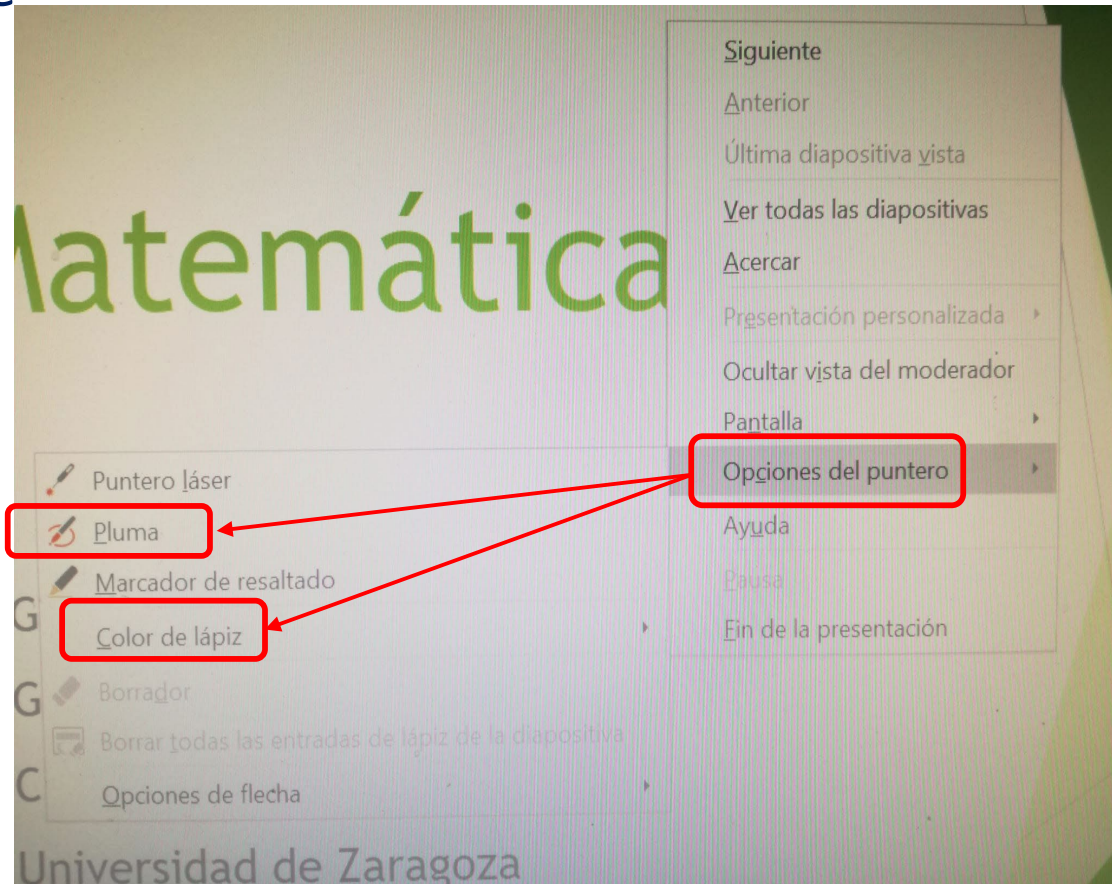 Siguiente
Anterior
Última diapositiva vista
Ver todas las diapositivas
Acercar
Presentación personalizada
Ocultar vista del moderador
Pantalla
Opciones del puntero
Ayuda
Pausa
Fin de la presentación
Matemática
Puntero láser
Pluma
Marcador de resaltado
Color de lápiz
Borrador
Borrar todas las entradas de lápiz de la diapositiva
Opciones de flecha
G
G
C
Universidad de Zaragoza